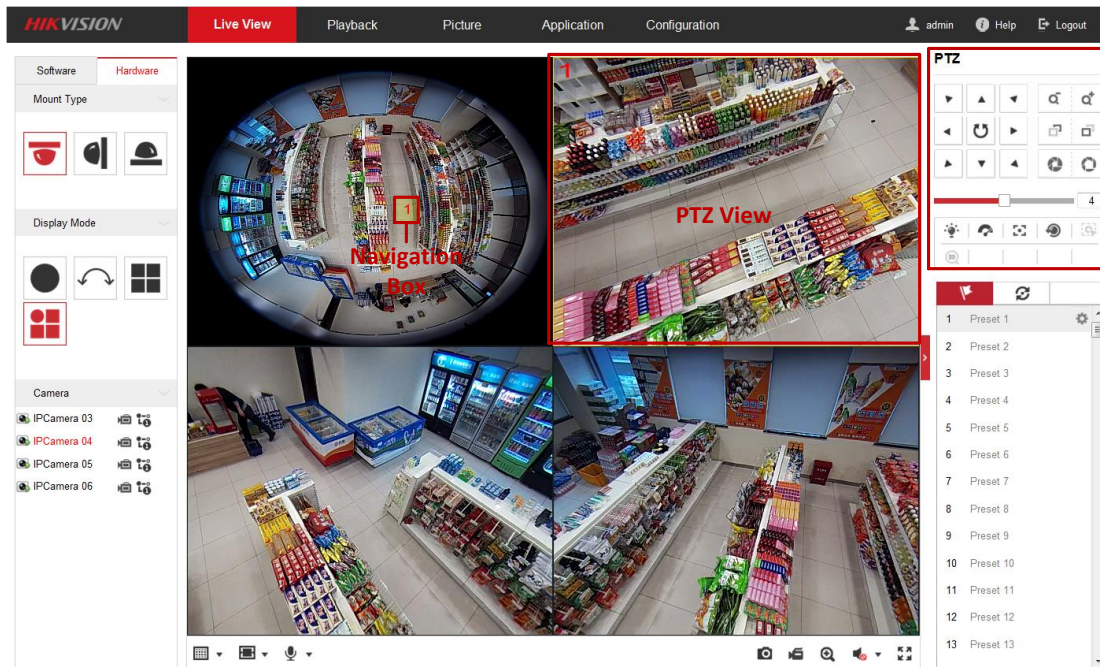 HIKVISION
Live View
Playback
Picture
Application
Configuration
admin
Help
Logout
Software
Hardware
Mount Type
Display Mode
Camera
IPCamera 03
IPCamera 04
IPCamera 05
IPCamera 06
1
Navigation
Box
1
PTZ View
PTZ
4
1 Preset 1
2 Preset 2
3 Preset 3
4 Preset 4
5 Preset 5
6 Preset 6
7 Preset 7
8 Preset 8
9 Preset 9
10 Preset 10
11 Preset 11
12 Preset 12
13 Preset 13